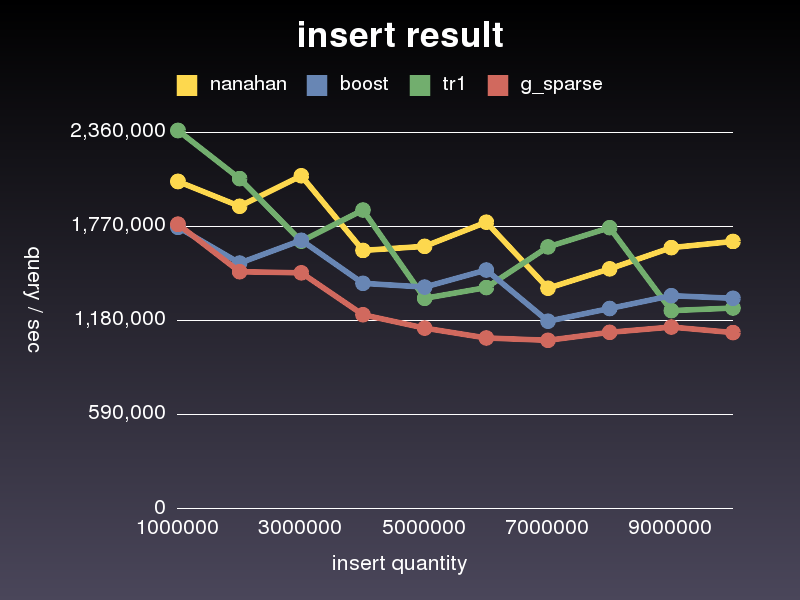 insert result
nanahan boost tr1 g_sparse
2,360,000
1,770,000
1,180,000
590,000
0
query / sec
1000000 3000000 5000000 7000000 9000000
insert quantity